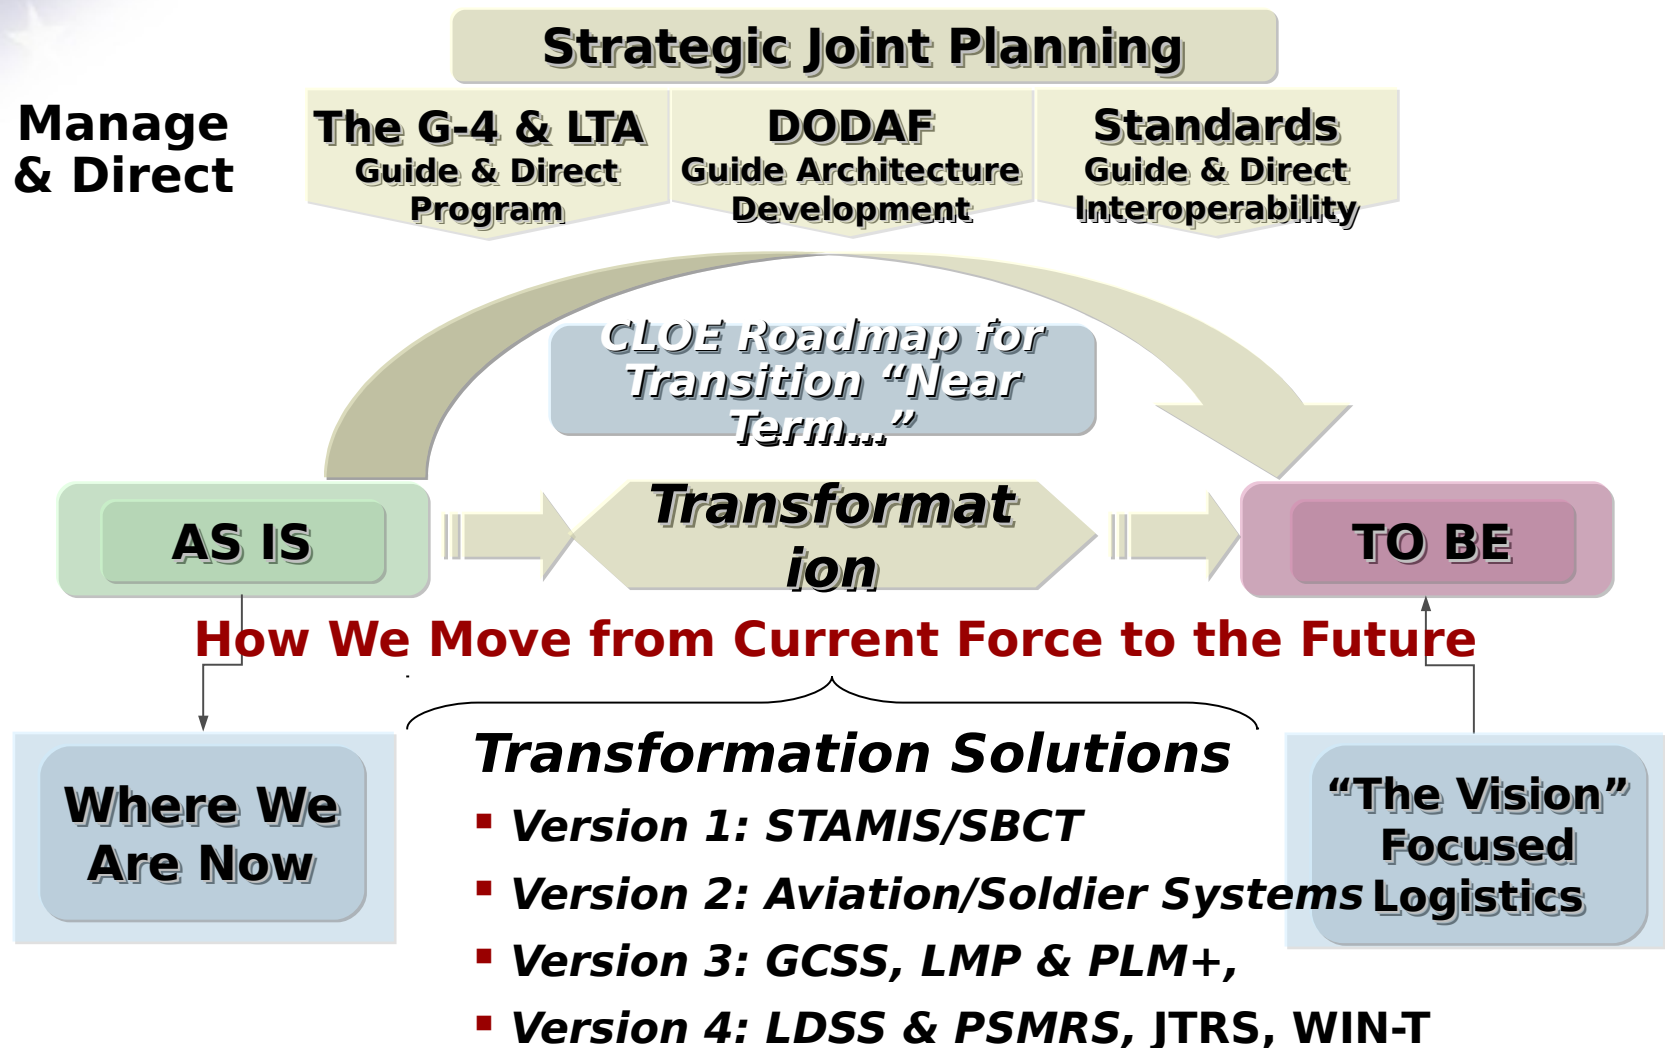 Strategic Joint Planning
Manage
& Direct
The G-4 & LTA
Guide & Direct
Program
DODAF
Guide Architecture
Development
Standards
Guide & Direct
Interoperability
CLOE Roadmap for
Transition “Near
Term…”
AS IS
Transformat
ion
TO BE
How We Move from Current Force to the Future
Where We
Are Now
Transformation Solutions
▪ Version 1: STAMIS/SBCT
▪ Version 2: Aviation/Soldier Systems
▪ Version 3: GCSS, LMP & PLM+,
▪ Version 4: LDSS & PSMRS, JTRS, WIN-T
“The Vision”
Focused
Logistics